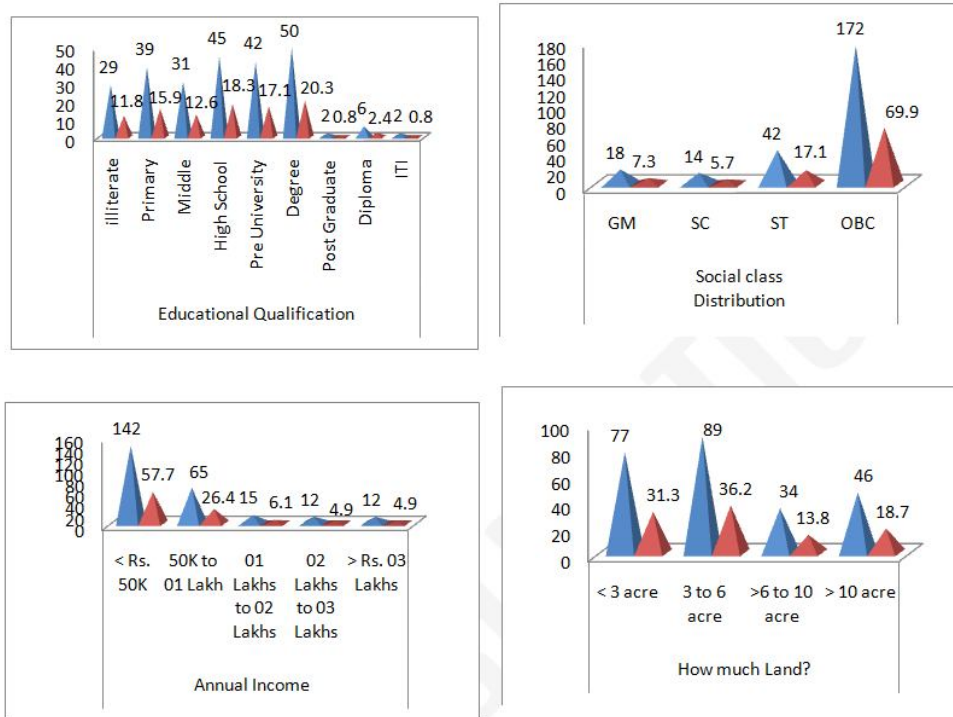 50
40
30
20
10
0
29
11.8
39
15.9
31
12.6
45
18.3
42
17.1
50
20.3
2
0.8
6
2.4
2
0.8
illiterate
Primary
Middle
High School
Pre University
Degree
Post Graduate
Diploma
ITI
Educational Qualification
180
160
140
120
100
80
60
40
20
0
18
7.3
14
5.7
42
17.1
172
69.9
GM
SC
ST
OBC
Social class
Distribution
160
140
120
100
80
60
40
20
0
142
57.7
65
26.4
15
6.1
12
4.9
12
4.9
< Rs.
50K
50K to
01 Lakh
01
Lakhs
to 02
Lakhs
02
Lakhs
to 03
Lakhs
> Rs. 03
Lakhs
Annual Income
100
80
60
40
20
0
77
31.3
89
36.2
34
13.8
46
18.7
< 3 acre
3 to 6
acre
>6 to 10
acre
> 10 acre
How much Land?